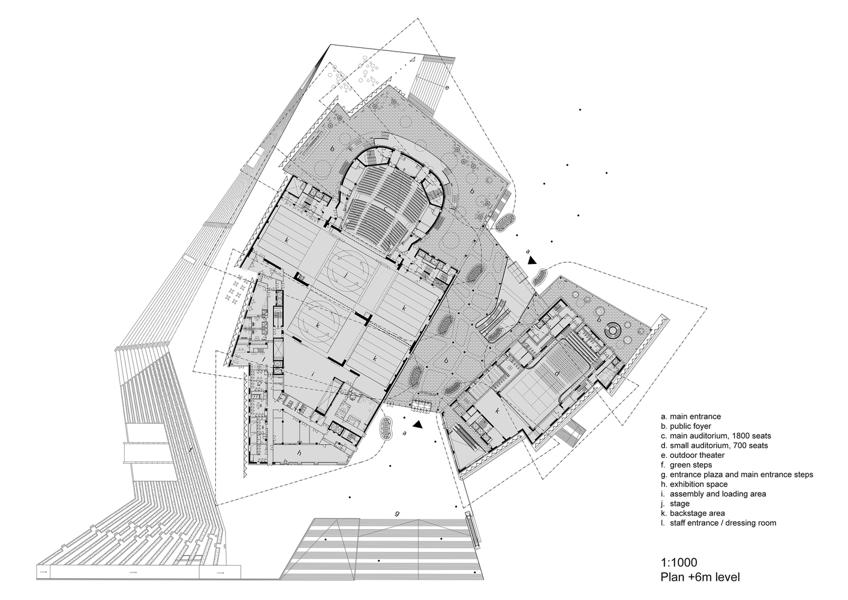 e
b
b
c
a
k
j
k
k
k
b
b
d
k
l
i
h
a
f
g
a. main entrance
b. public foyer
c. main auditorium, 1800 seats
d. small auditorium, 700 seats
e. outdoor theater
f. green steps
g. entrance plaza and main entrance steps
h. exhibition space
i. assembly and loading area
j. stage
k. backstage area
l. staff entrance / dressing room
1:1000
Plan +6m level